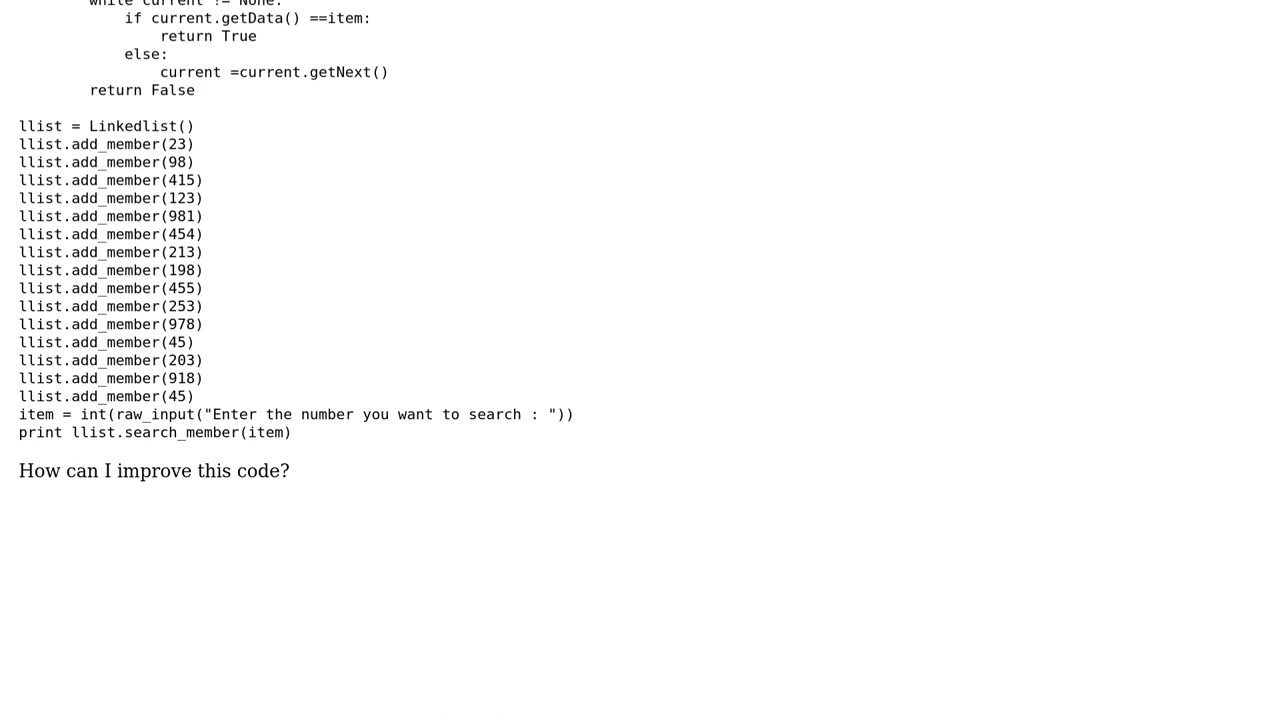 while current != None:
            if current.getData() ==item:
                return True
            else:
                current =current.getNext()
        return False

llist = Linkedlist()
llist.add_member(23)
llist.add_member(98)
llist.add_member(415)
llist.add_member(123)
llist.add_member(981)
llist.add_member(454)
llist.add_member(213)
llist.add_member(198)
llist.add_member(455)
llist.add_member(253)
llist.add_member(978)
llist.add_member(45)
llist.add_member(203)
llist.add_member(918)
llist.add_member(45)
item = int(raw_input("Enter the number you want to search : "))
print llist.search_member(item)

How can I improve this code?